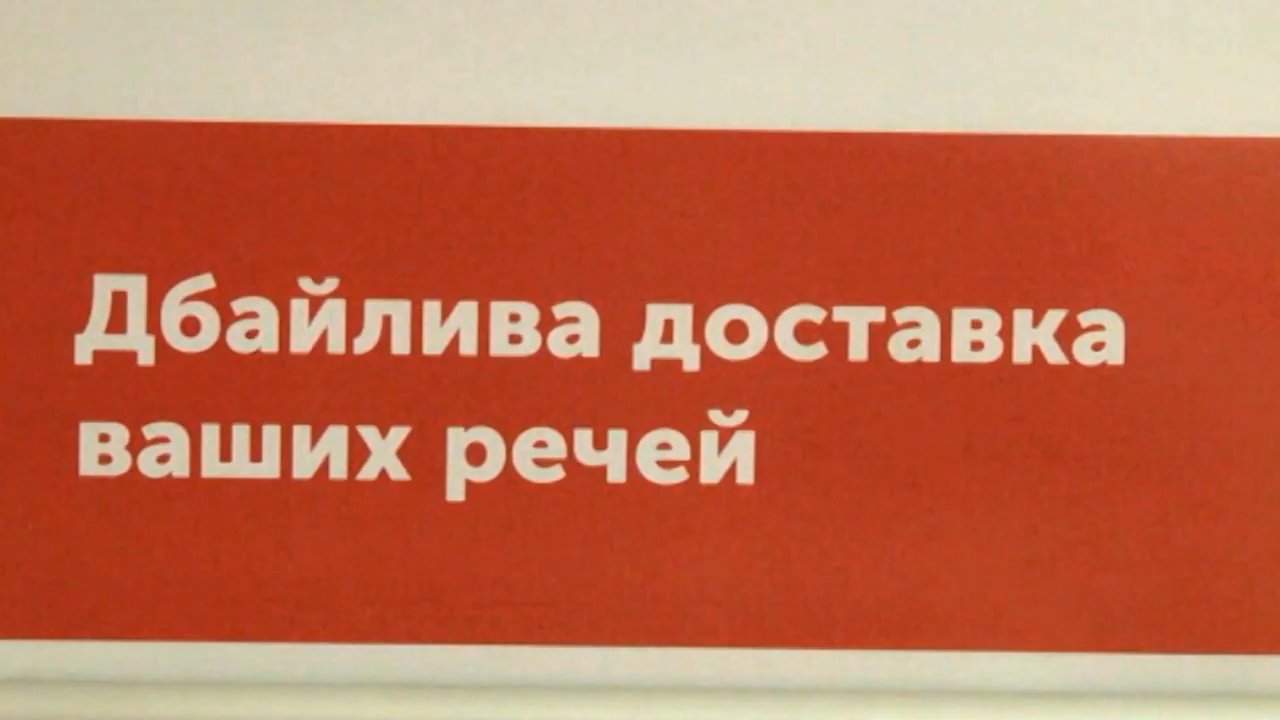 Дбайлива доставка
ваших речей